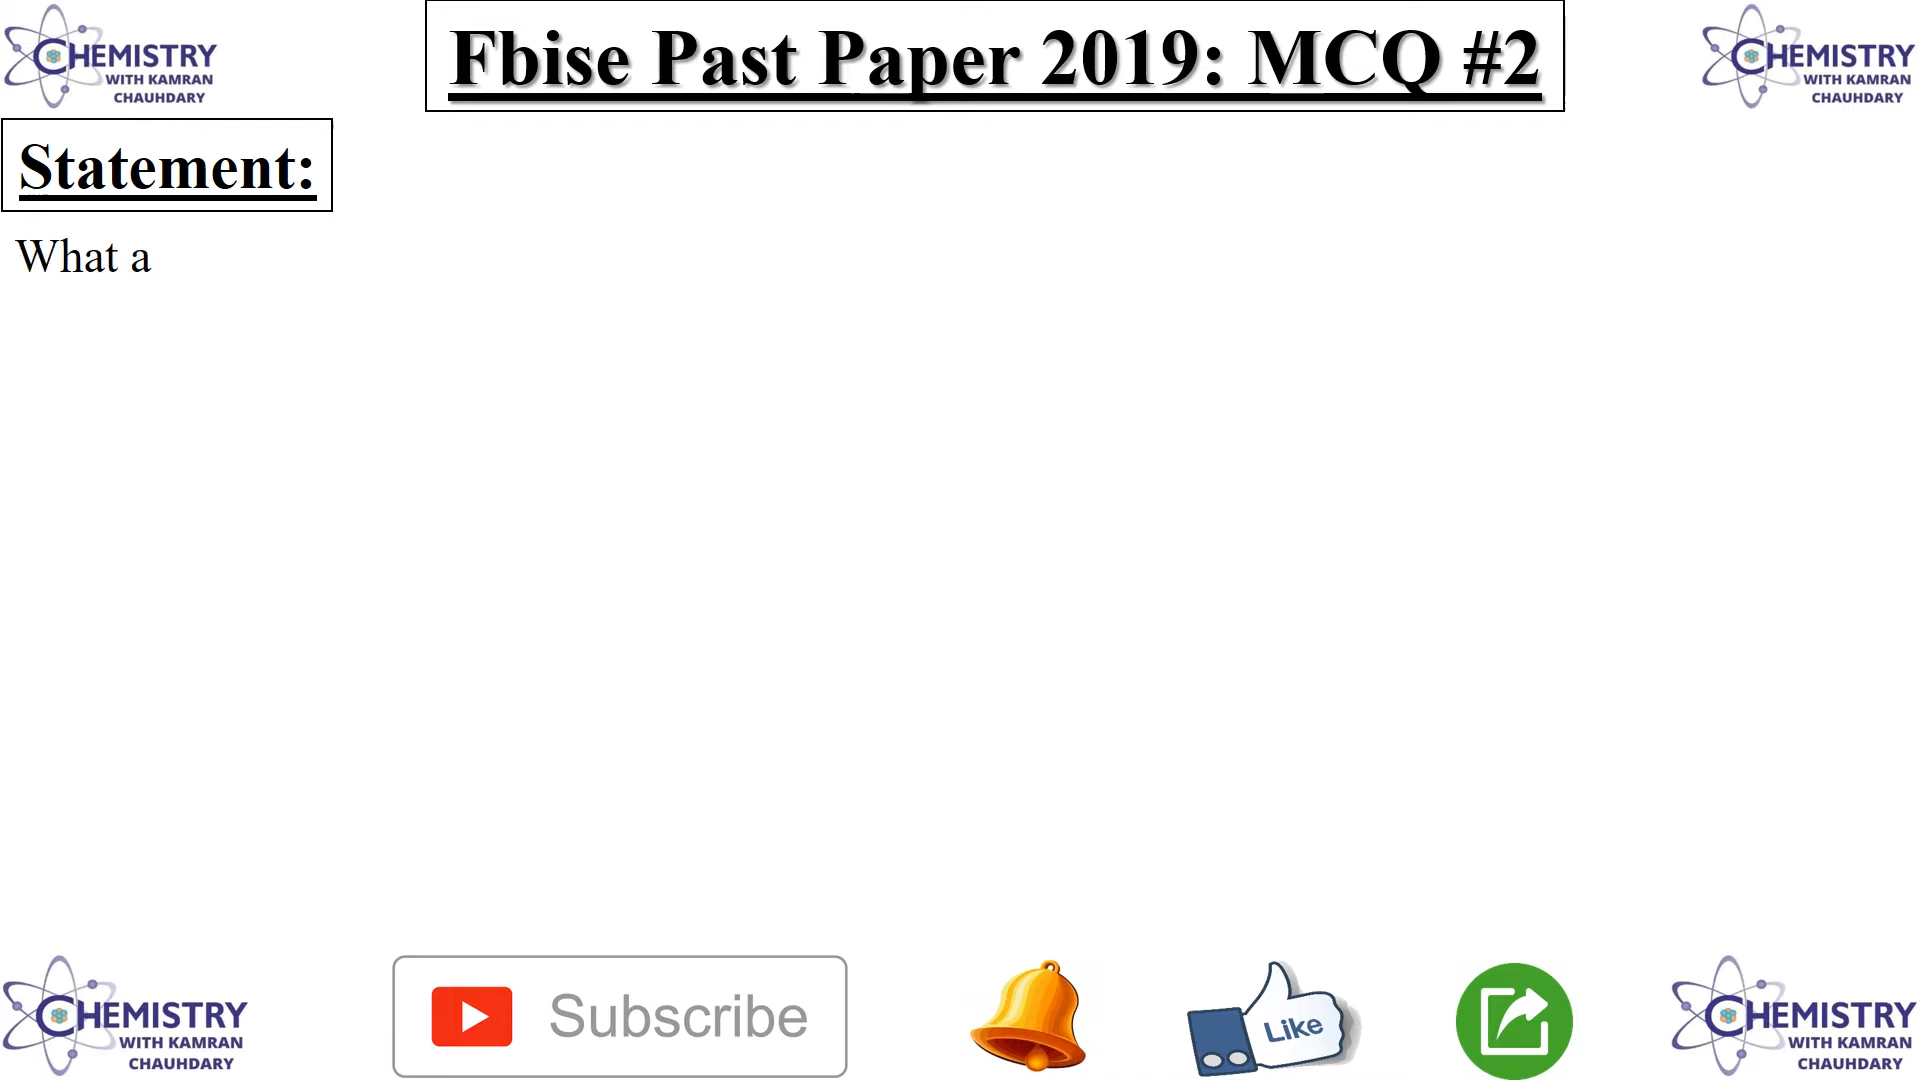 CHEMISTRY
WITH KAMRAN
CHAUHDARY
Fbise Past Paper 2019: MCQ #2
CHEMISTRY
WITH KAMRAN
CHAUHDARY
Statement:
What a
CHEMISTRY
WITH KAMRAN
CHAUHDARY
Subscribe
Like
CHEMISTRY
WITH KAMRAN
CHAUHDARY